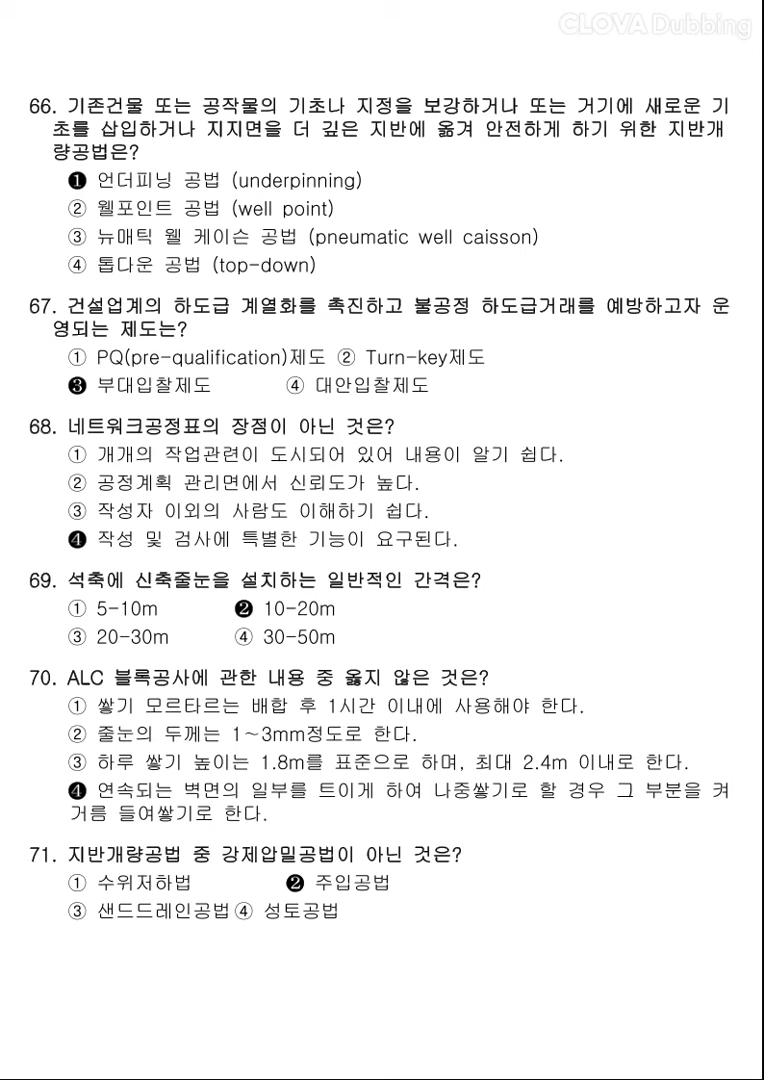 CLOVA Dubbing
66. 기존건물 또는 공작물의 기초나 지정을 보강하거나 또는 거기에 새로운 기
초를 삽입하거나 지지면을 더 깊은 지반에 옮겨 안전하게 하기 위한 지반개
량공법은?
❶ 언더피닝 공법 (underpinning)
② 웰포인트 공법 (well point)
③ 뉴매틱 웰 케이슨 공법 (pneumatic well caisson)
④ 톱다운 공법 (top-down)
67. 건설업계의 하도급 계열화를 촉진하고 불공정 하도급거래를 예방하고자 운
영되는 제도는?
① PQ(pre-qualification)제도 ② Turn-key제도
❸ 부대입찰제도 ④ 대안입찰제도
68. 네트워크공정표의 장점이 아닌 것은?
① 개개의 작업관련이 도시되어 있어 내용이 알기 쉽다.
② 공정계획 관리면에서 신뢰도가 높다.
③ 작성자 이외의 사람도 이해하기 쉽다.
❹ 작성 및 검사에 특별한 기능이 요구된다.
69. 석축에 신축줄눈을 설치하는 일반적인 간격은?
① 5-10m ❷ 10-20m
③ 20-30m ④ 30-50m
70. ALC 블록공사에 관한 내용 중 옳지 않은 것은?
① 쌓기 모르타르는 배합 후 1시간 이내에 사용해야 한다.
② 줄눈의 두께는 1~3mm정도로 한다.
③ 하루 쌓기 높이는 1.8m를 표준으로 하며, 최대 2.4m 이내로 한다.
❹ 연속되는 벽면의 일부를 트이게 하여 나중쌓기로 할 경우 그 부분을 켜
거름 들여쌓기로 한다.
71. 지반개량공법 중 강제압밀공법이 아닌 것은?
① 수위저하법 ❷ 주입공법
③ 샌드드레인공법 ④ 성토공법